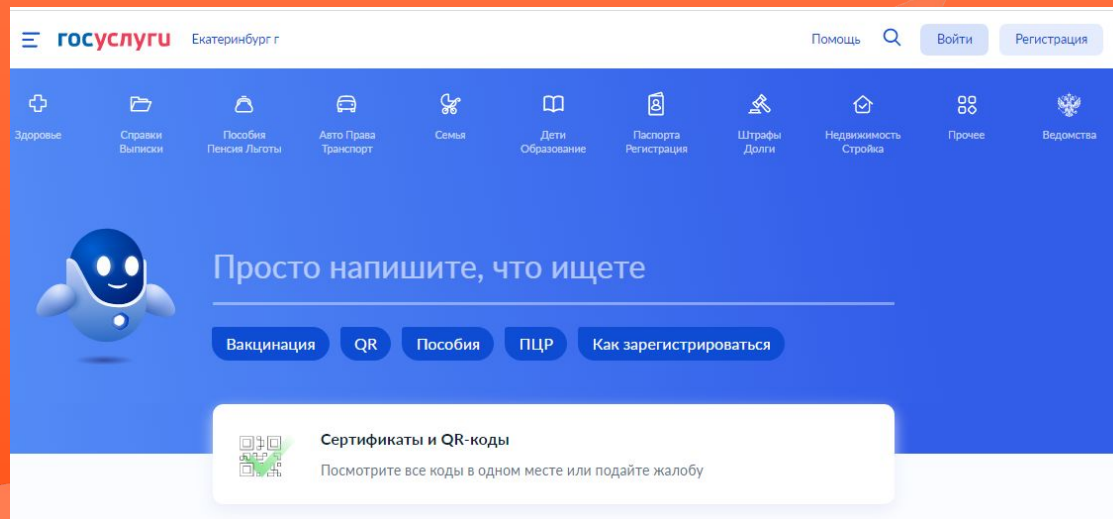 госуслуги Екатеринбург г Помощь Войти Регистрация
Здоровье Справки Пособия Авто Права Семья Дети Паспорта Штрафы Недвижимость Прочее Ведомства
Выписки Пенсия Льготы Транспорт Образование Регистрация Долги Стройка
Просто напишите, что ищете
Вакцинация QR Пособия ПЦР Как зарегистрироваться
Сертификаты и QR-коды
Посмотрите все коды в одном месте или подайте жалобу